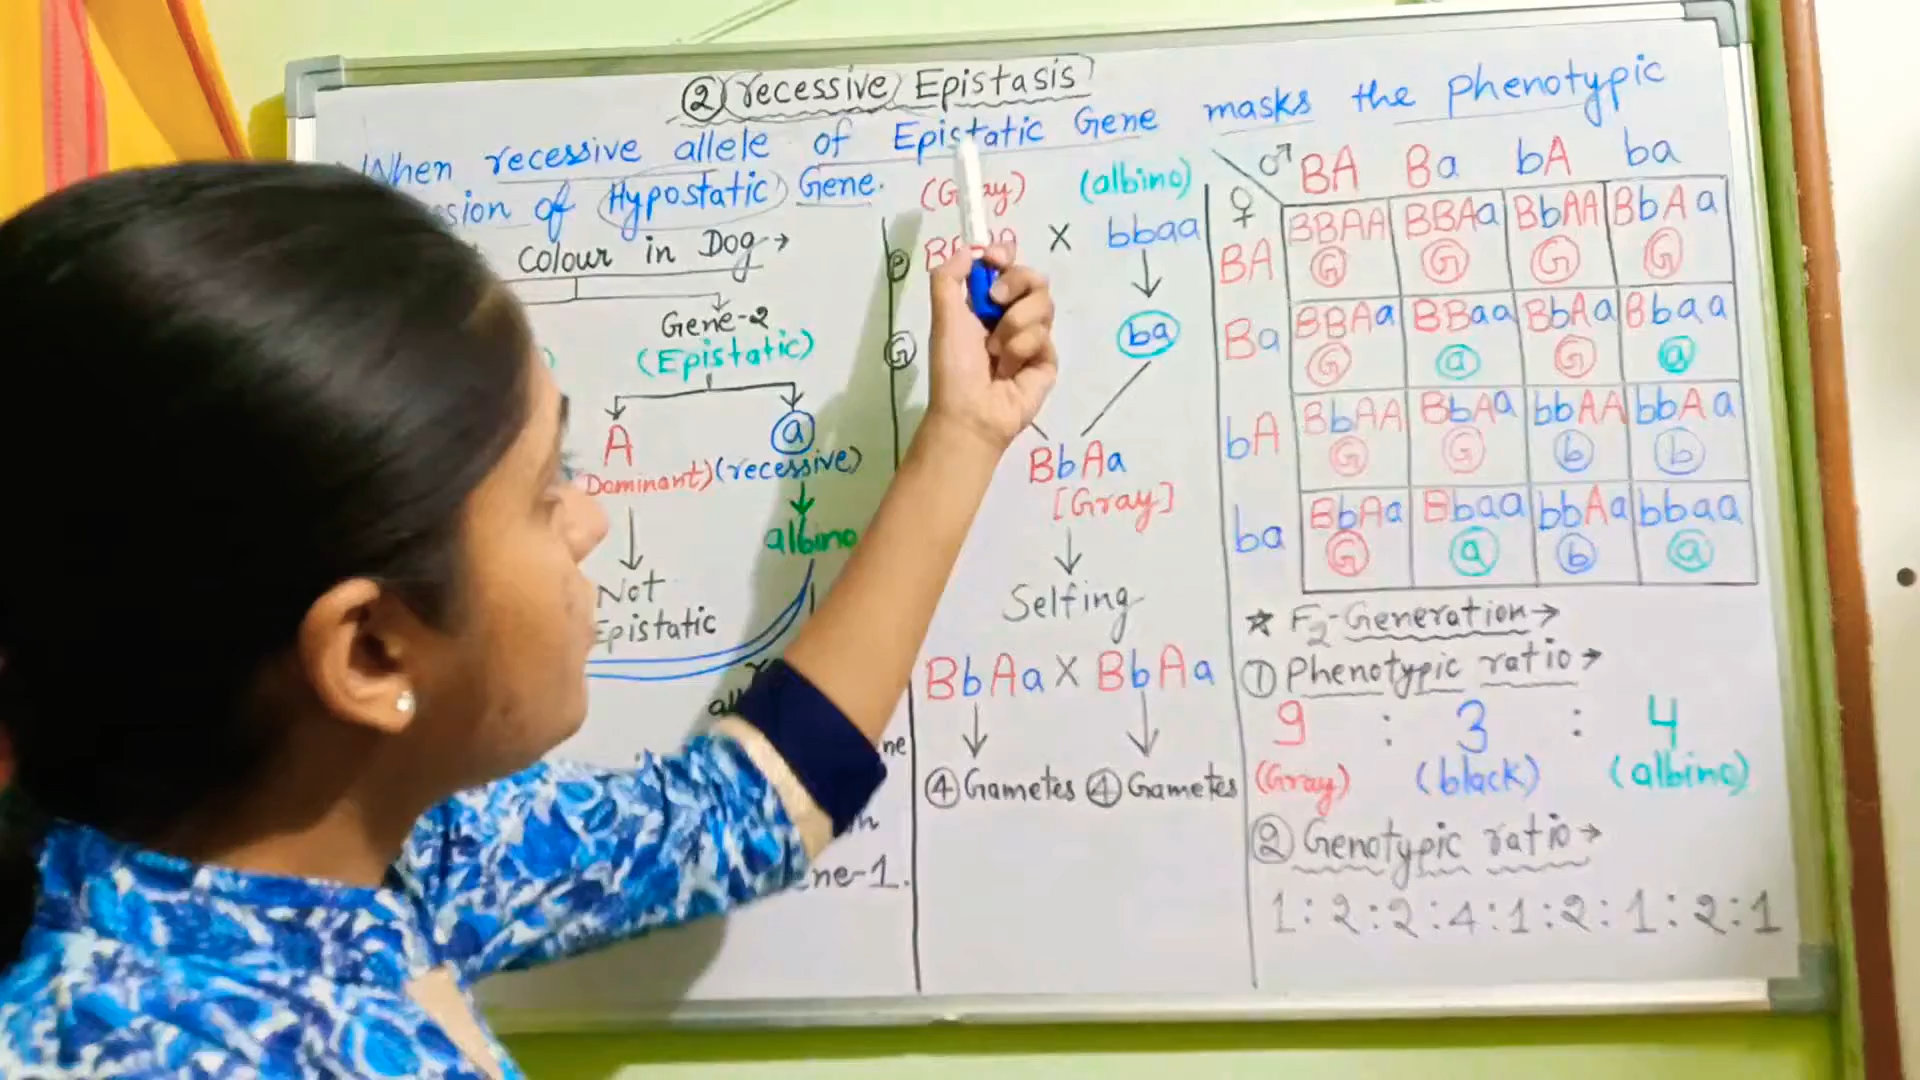 ② recessive Epistasis
When recessive allele of Epistatic Gene masks the phenotypic
of Hypostatic Gene.
Colour in Dog →
Gene-2
(Epistatic)
A a
Dominant) (recessive)
albino
Not
Epistatic
ne
ne-1.
(Gray) (albino)
P × bbaa
G ba
BbAa
[Gray]
Selfing
BbAa × BbAa
④ Gametes ④ Gametes
♂ BA Ba bA ba
♀
BA BBAA BBAa BbAA BbAa
G G G G
Ba BBAa BBaa BbAa Bbaa
G a G a
bA BbAA BbAa bbAA bbAa
G G b b
ba BbAa Bbaa bbAa bbaa
G a b a
★ F2-Generation →
① Phenotypic ratio →
9 : 3 : 4
(Gray) (black) (albino)
② Genotypic ratio →
1 : 2 : 2 : 4 : 1 : 2 : 1 : 2 : 1